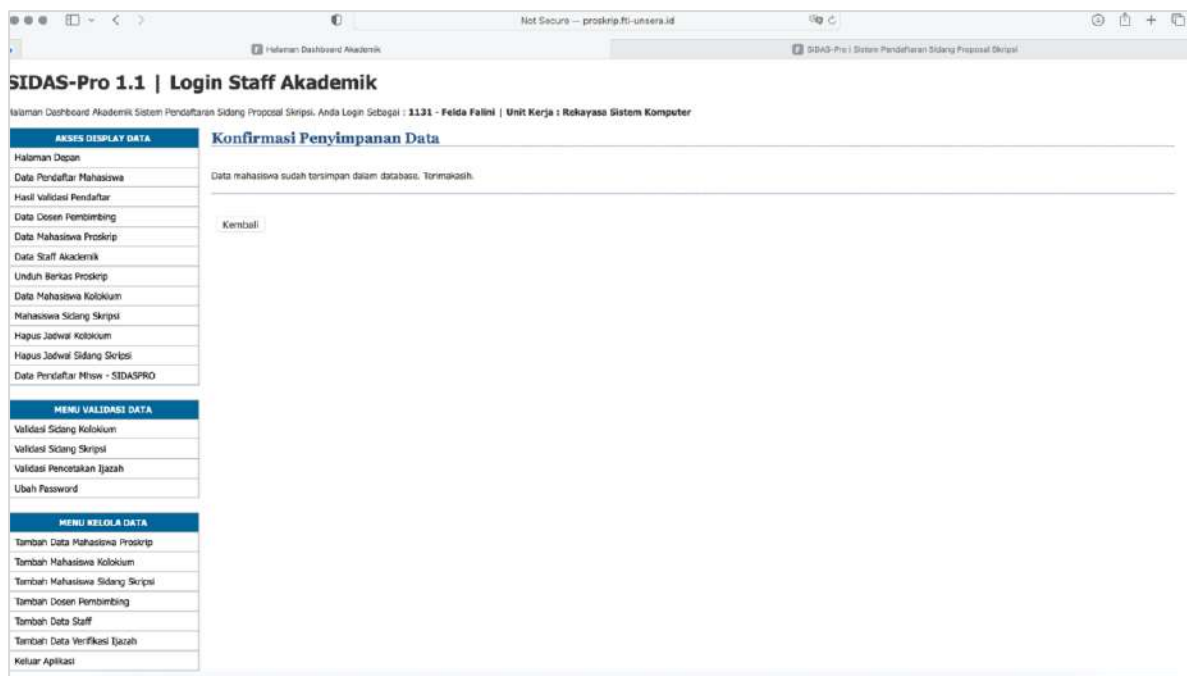 Not Secure — proskrip.fti-unsera.id
Halaman Dashboard Akademik
SIDAS-Pro | Sistem Pendaftaran Sidang Proposal Skripsi
SIDAS-Pro 1.1 | Login Staff Akademik
Halaman Dashboard Akademik Sistem Pendaftaran Sidang Proposal Skripsi. Anda Login Sebagai : 1131 - Felda Falini | Unit Kerja : Rekayasa Sistem Komputer
AKSES DISPLAY DATA
Halaman Depan
Data Pendaftar Mahasiswa
Hasil Validasi Pendaftar
Data Dosen Pembimbing
Data Mahasiswa Proskrip
Data Staff Akademik
Unduh Berkas Proskrip
Data Mahasiswa Kolokium
Mahasiswa Sidang Skripsi
Hapus Jadwal Kolokium
Hapus Jadwal Sidang Skripsi
Data Pendaftar Mhsw - SIDASPRO
MENU VALIDASI DATA
Validasi Sidang Kolokium
Validasi Sidang Skripsi
Validasi Pencetakan Ijazah
Ubah Password
MENU KELOLA DATA
Tambah Data Mahasiswa Proskrip
Tambah Mahasiswa Kolokium
Tambah Mahasiswa Sidang Skripsi
Tambah Dosen Pembimbing
Tambah Data Staff
Tambah Data Verifikasi Ijazah
Keluar Aplikasi
Konfirmasi Penyimpanan Data
Data mahasiswa sudah tersimpan dalam database. Terimakasih.
Kembali